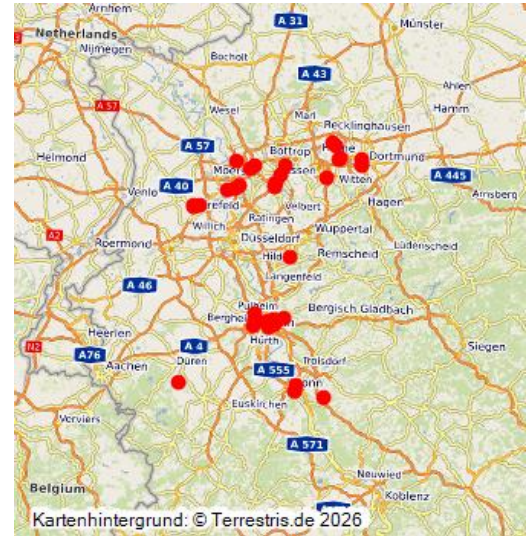 Arnhem
A 31
Münster
Netherlands
Nijmegen
Bocholt
A 43
A 57
Wesel
Marl
Ahlen
Hamm
Recklinghausen
A 57
Bottrop
Dortmund
Helmond
Moers
A 445
Venlo
A 40
Witten
Arnsberg
Hagen
Velbert
Ratingen
Willich
Wuppertal
Roermond
A2
Düsseldorf
Remscheid
Lüdenscheid
Langenfeld
A 46
Pulheim
Bergisch Gladbach
Heerlen
Hürth
Siegen
N2
A76
A 4
Troisdorf
Aachen
Düren
A 555
Euskirchen
Verviers
A 571
Neuwied
Belgium
Koblenz
Kartenhintergrund: © Terrestris.de 2026